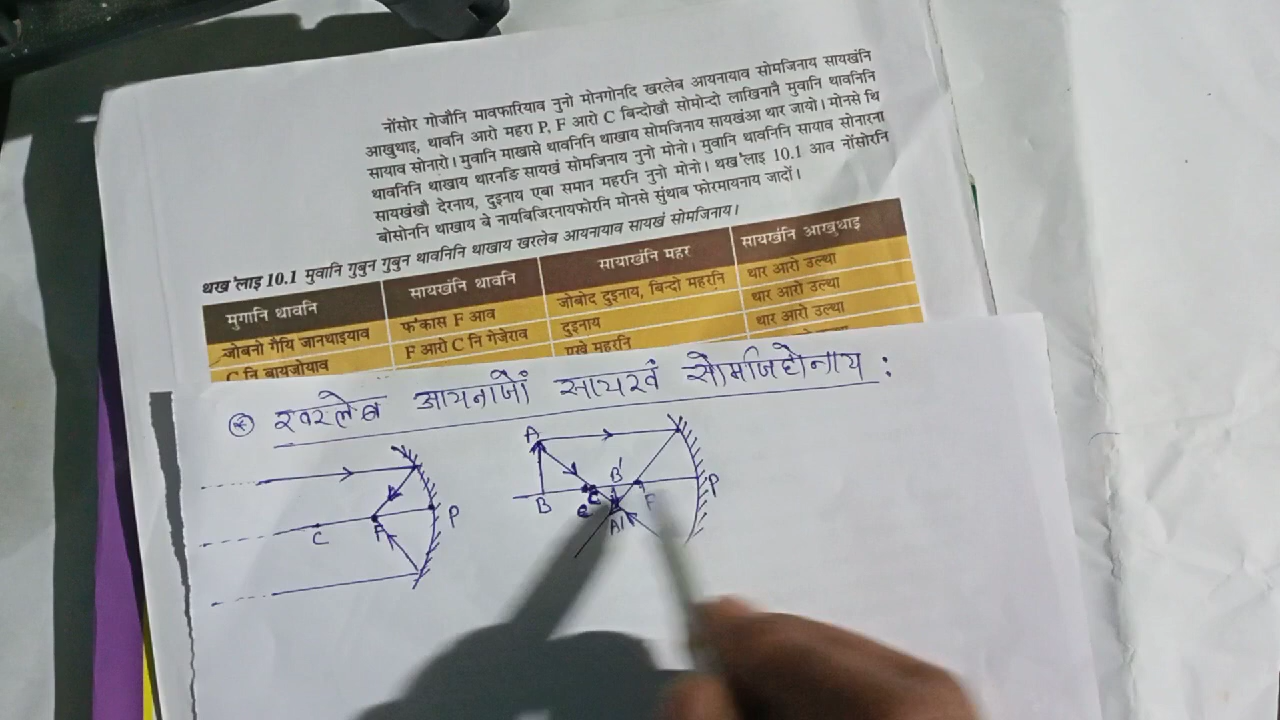 नोंसोर गोजौनि मावफारियाव नुनो मोनगोनदि खरलेब आयनायाव सोमजिनाय सायखंनि
आखुथाइ, थावनि आरो महरा P, F आरो C बिन्दोखौ सोमोन्दो लाखिनानै मुवानि थावनिनि
सायाव सोनारो। मुवानि माखासे थावनिनि थाखाय सोमजिनाय सायखंआ थार जायो। मोनसे थि
थावनिनि थाखाय थारनङि सायखं सोमजिनाय नुनो मोनो। मुवानि थावनिनि सायाव सोनारना
सायखंखौ देरनाय, दुइनाय एबा समान महरनि नुनो मोनो। थख'लाइ 10.1 आव नोंसोरनि
बोसोननि थाखाय बे नायबिजिरनायफोरनि मोनसे सुंथाब फोरमायनाय जादों।
थख'लाइ 10.1 मुवानि गुबुन गुबुन थावनिनि थाखाय खरलेब आयनायाव सायखं सोमजिनाय।
मुगानि थावनि सायखंनि थावनि सायाखंनि महर सायखंनि आखुथाइ
जोबनो गैयि जानथाइयाव फ'कास F आव जोबोद दुइनाय, बिन्दो महरनि थार आरो उल्था
C नि बायजोयाव F आरो C नि गेजेराव दुइनाय थार आरो उल्था
एखे महरनि थार आरो उल्था
खरलेब आयनाजों सायखं सोमजिहोनाय :
A
B'
C F P
B C A' F P